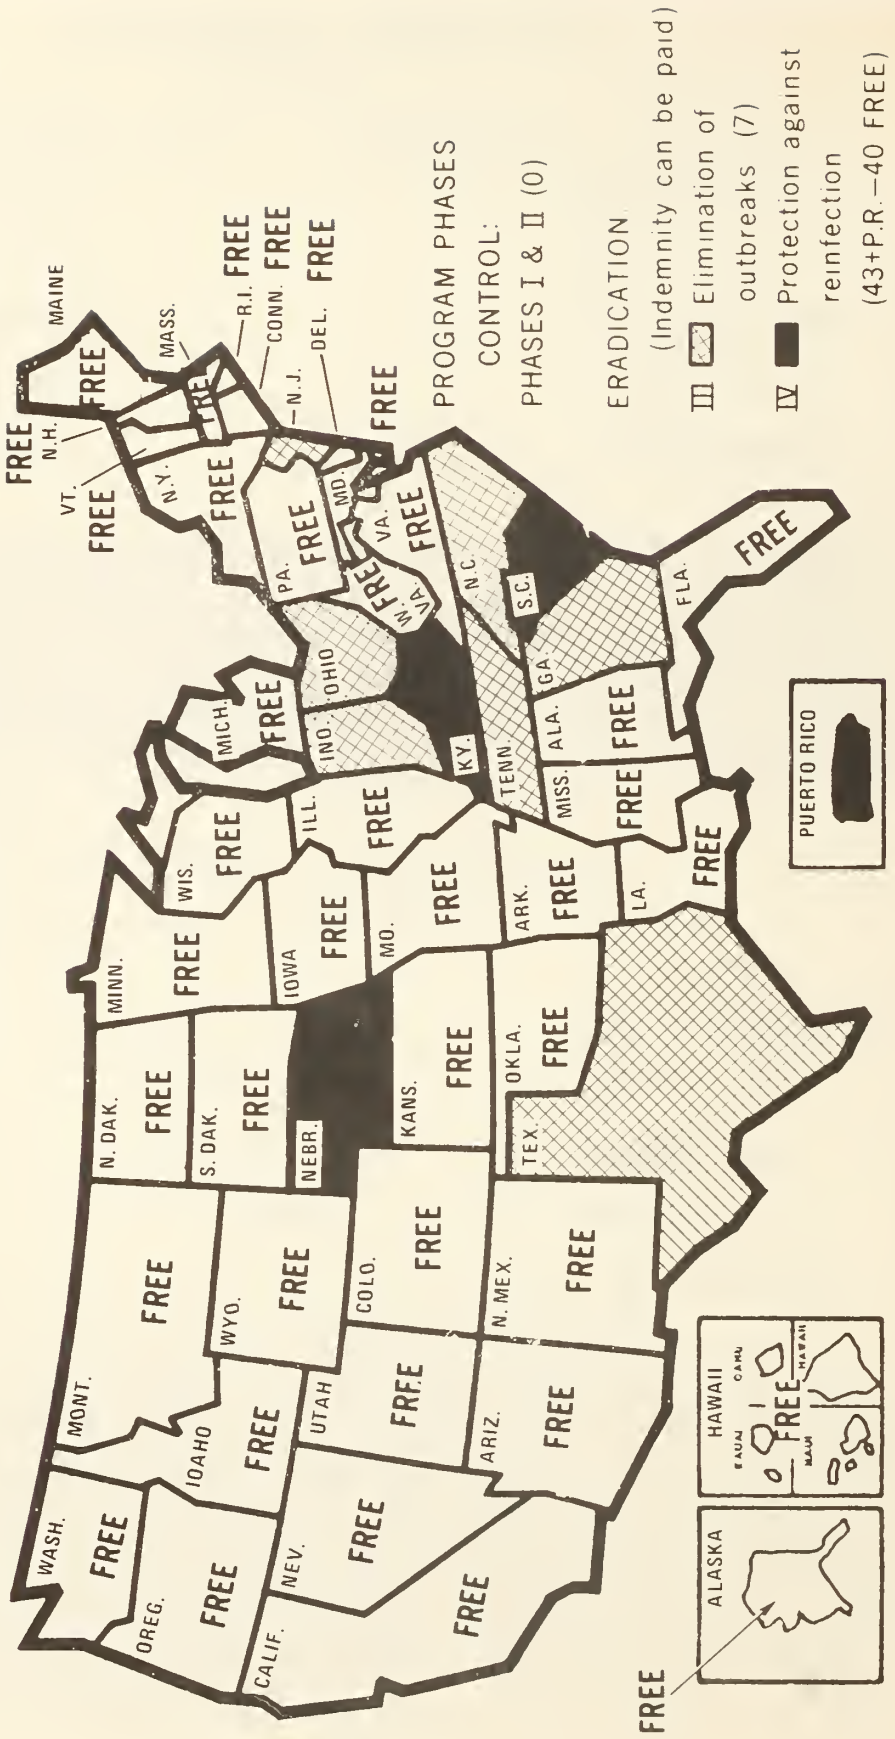 WASH.
FREE
OREG.
FREE
CALIF.
FREE
NEV.
FREE
IDAHO
FREE
MONT.
FREE
WYO.
FREE
UTAH
FREE
ARIZ.
FREE
COLO.
FREE
N. MEX.
FREE
N. DAK.
FREE
S. DAK.
FREE
NEBR.
KANS.
FREE
OKLA.
FREE
TEX.
MINN.
FREE
IOWA
FREE
MO.
FREE
ARK.
FREE
LA.
FREE
WIS.
FREE
ILL.
FREE
MICH.
FREE
IND.
OHIO
KY.
TENN.
MISS.
FREE
ALA.
FREE
GA.
FLA.
FREE
S.C.
N.C.
VA.
FREE
W.
VA.
FREE
MD.
FREE
PA.
FREE
N.Y.
FREE
VT.
FREE
N.H.
FREE
MAINE
FREE
MASS.
FREE
R.I. FREE
CONN. FREE
N.J.
DEL. FREE
PROGRAM PHASES
CONTROL:
PHASES I & II (0)
ERADICATION
(Indemnity can be paid)
III Elimination of
outbreaks (7)
IV Protection against
reinfection
(43+P.R.–40 FREE)
ALASKA
FREE
HAWAII
KAUAI
OAHU
FREE
MAUI
HAWAII
PUERTO RICO